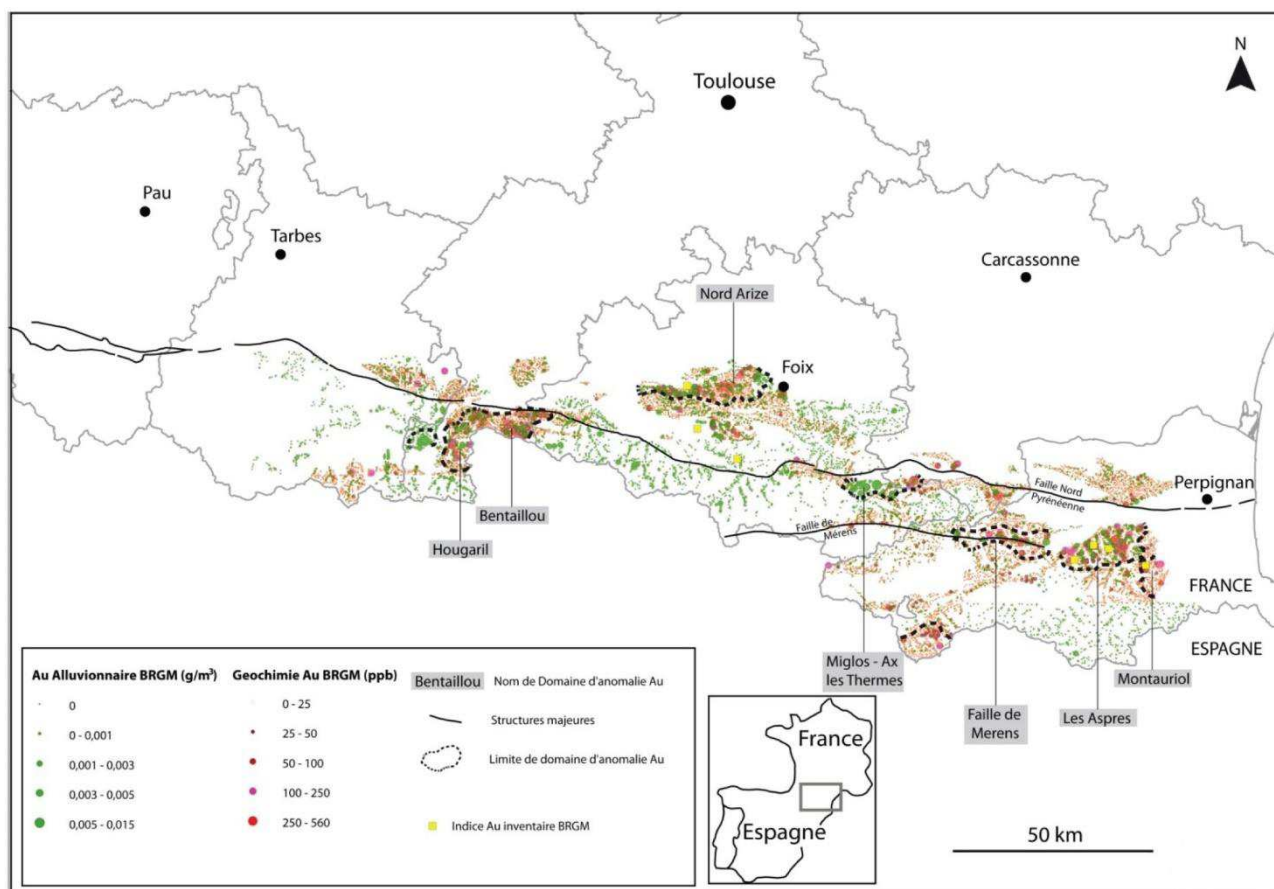 N
Toulouse
Pau
Tarbes
Carcassonne
Nord Arize
Foix
Perpignan
Faille Nord
Pyrénéenne
Faille de
Mérens
Bentaillou
Hougaril
FRANCE
ESPAGNE
Miglos - Ax
les Thermes
Montauriol
Faille de
Merens
Les Aspres
Au Alluvionnaire BRGM (g/m³)
0
0 - 0,001
0,001 - 0,003
0,003 - 0,005
0,005 - 0,015
Geochimie Au BRGM (ppb)
0 - 25
25 - 50
50 - 100
100 - 250
250 - 560
Bentaillou
Nom de Domaine d'anomalie Au
Structures majeures
Limite de domaine d'anomalie Au
Indice Au inventaire BRGM
France
Espagne
50 km